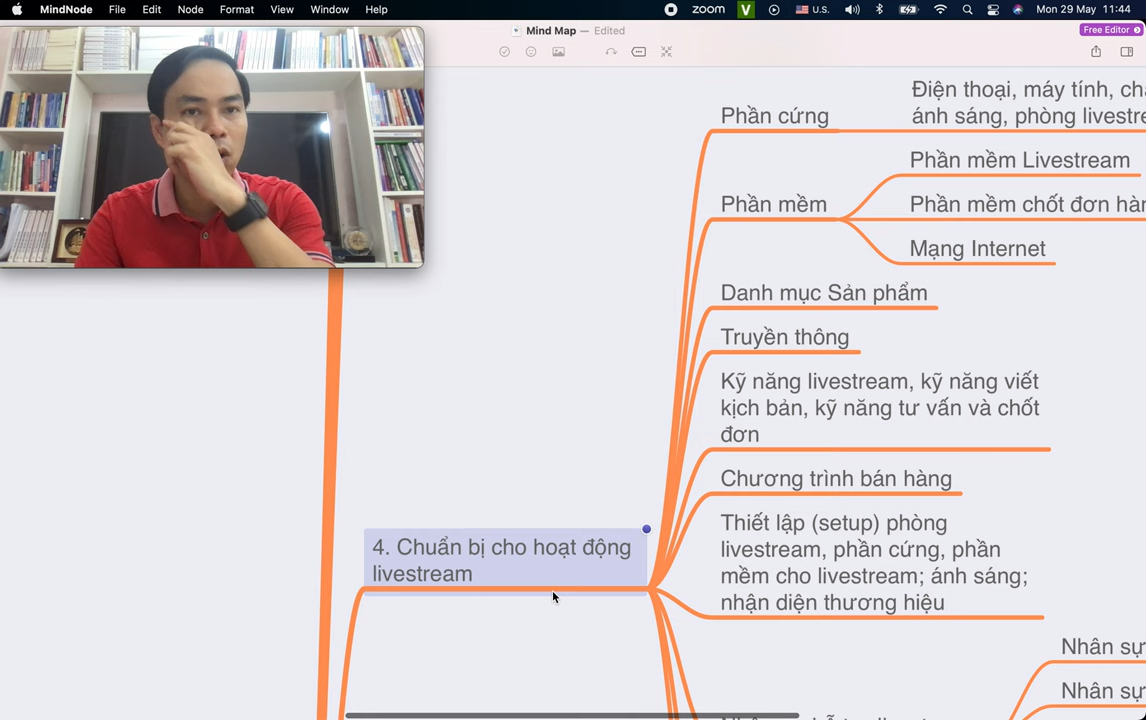 MindNode File Edit Node Format View Window Help zoom V U.S. Mon 29 May 11:44
Mind Map — Edited
Free Editor
Phần cứng
Điện thoại, máy tính,
ánh sáng, phòng
Phần mềm
Phần mềm Livestream
Phần mềm chốt đơn
Mạng Internet
Danh mục Sản phẩm
Truyền thông
Kỹ năng livestream, kỹ năng viết
kịch bản, kỹ năng tư vấn và chốt
đơn
Chương trình bán hàng
4. Chuẩn bị cho hoạt động
livestream
Thiết lập (setup) phòng
livestream, phần cứng, phần
mềm cho livestream; ánh sáng;
nhận diện thương hiệu
Nhân sự
Nhân sự